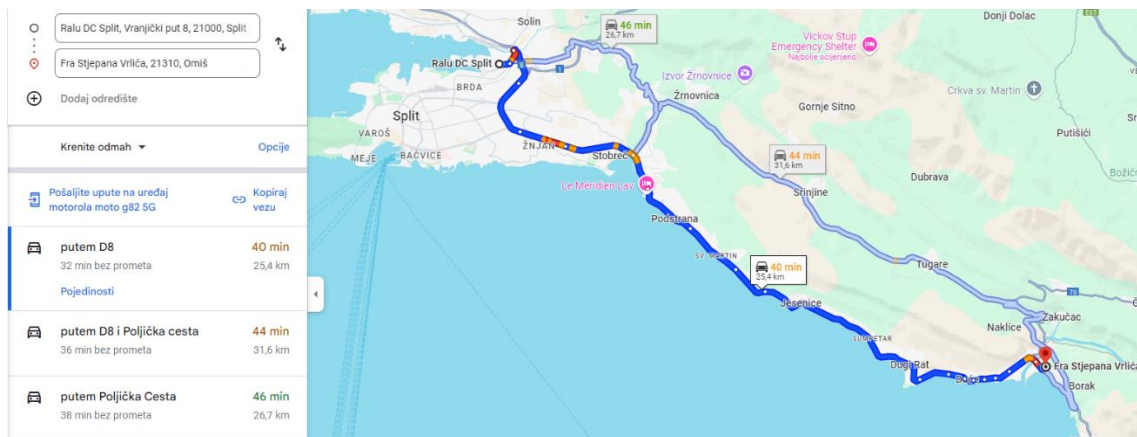 Ralu DC Split, Vranjički put 8, 21000, Split
Fra Stjepana Vrlića, 21310, Omiš
Dodaj odredište
Krenite odmah
Opcije
Pošaljite upute na uređaj
motorola moto g82 5G
Kopiraj
vezu
putem D8
40 min
32 min bez prometa
25,4 km
Pojedinosti
putem D8 i Poljička cesta
44 min
36 min bez prometa
31,6 km
putem Poljička Cesta
46 min
38 min bez prometa
26,7 km
Solin
46 min
26,7 km
Donji Dolac
E65
Vickov Stup
Emergency Shelter
Najbolje ocijenjeno
Ralu DC Split
1
Izvor Žrnovnice
BRDA
Žrnovnica
Crkva sv. Martin
Gornje Sitno
Split
Putišići
VAROŠ
ŽNJAN
Stobreč
MEJE
BAČVICE
44 min
31,6 km
Dubrava
Le Meridien Lav
Srinjine
Podstrana
SV. MARTIN
Tugare
40 min
25,4 km
Jesenice
70
Zakučac
Naklice
SUMPETAR
Dugi Rat
Fra Stjepana Vrlića
Borak